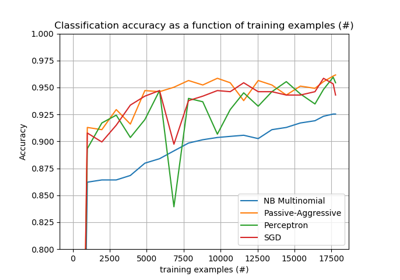 Classification accuracy as a function of training examples (#)
1.000
0.975
0.950
0.925
0.900
0.875
0.850
0.825
0.800
Accuracy
NB Multinomial
Passive-Aggressive
Perceptron
SGD
0 2500 5000 7500 10000 12500 15000 17500
training examples (#)